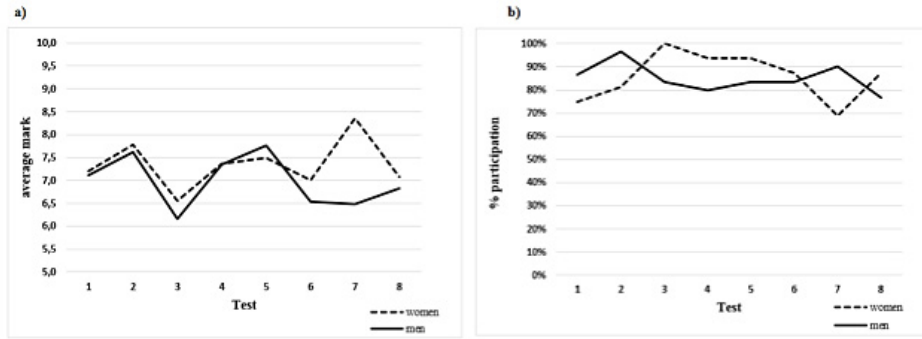 a)
average mark
10,0
9,5
9,0
8,5
8,0
7,5
7,0
6,5
6,0
5,5
5,0
1 2 3 4 5 6 7 8
Test
women
men
b)
% participation
100%
90%
80%
70%
60%
50%
40%
30%
20%
10%
0%
1 2 3 4 5 6 7 8
Test
women
men